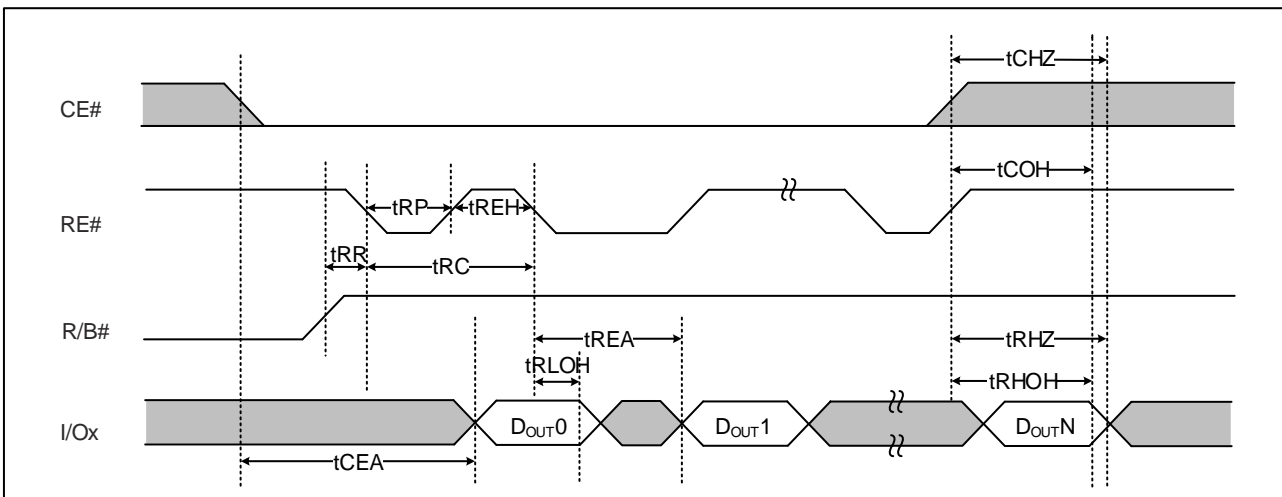 tCHZ
CE#
tCOH
tRP
tREH
RE#
tRR
tRC
R/B#
tREA
tRHZ
tRLOH
tRHOH
I/Ox
DOUT0
DOUT1
DOUTN
tCEA